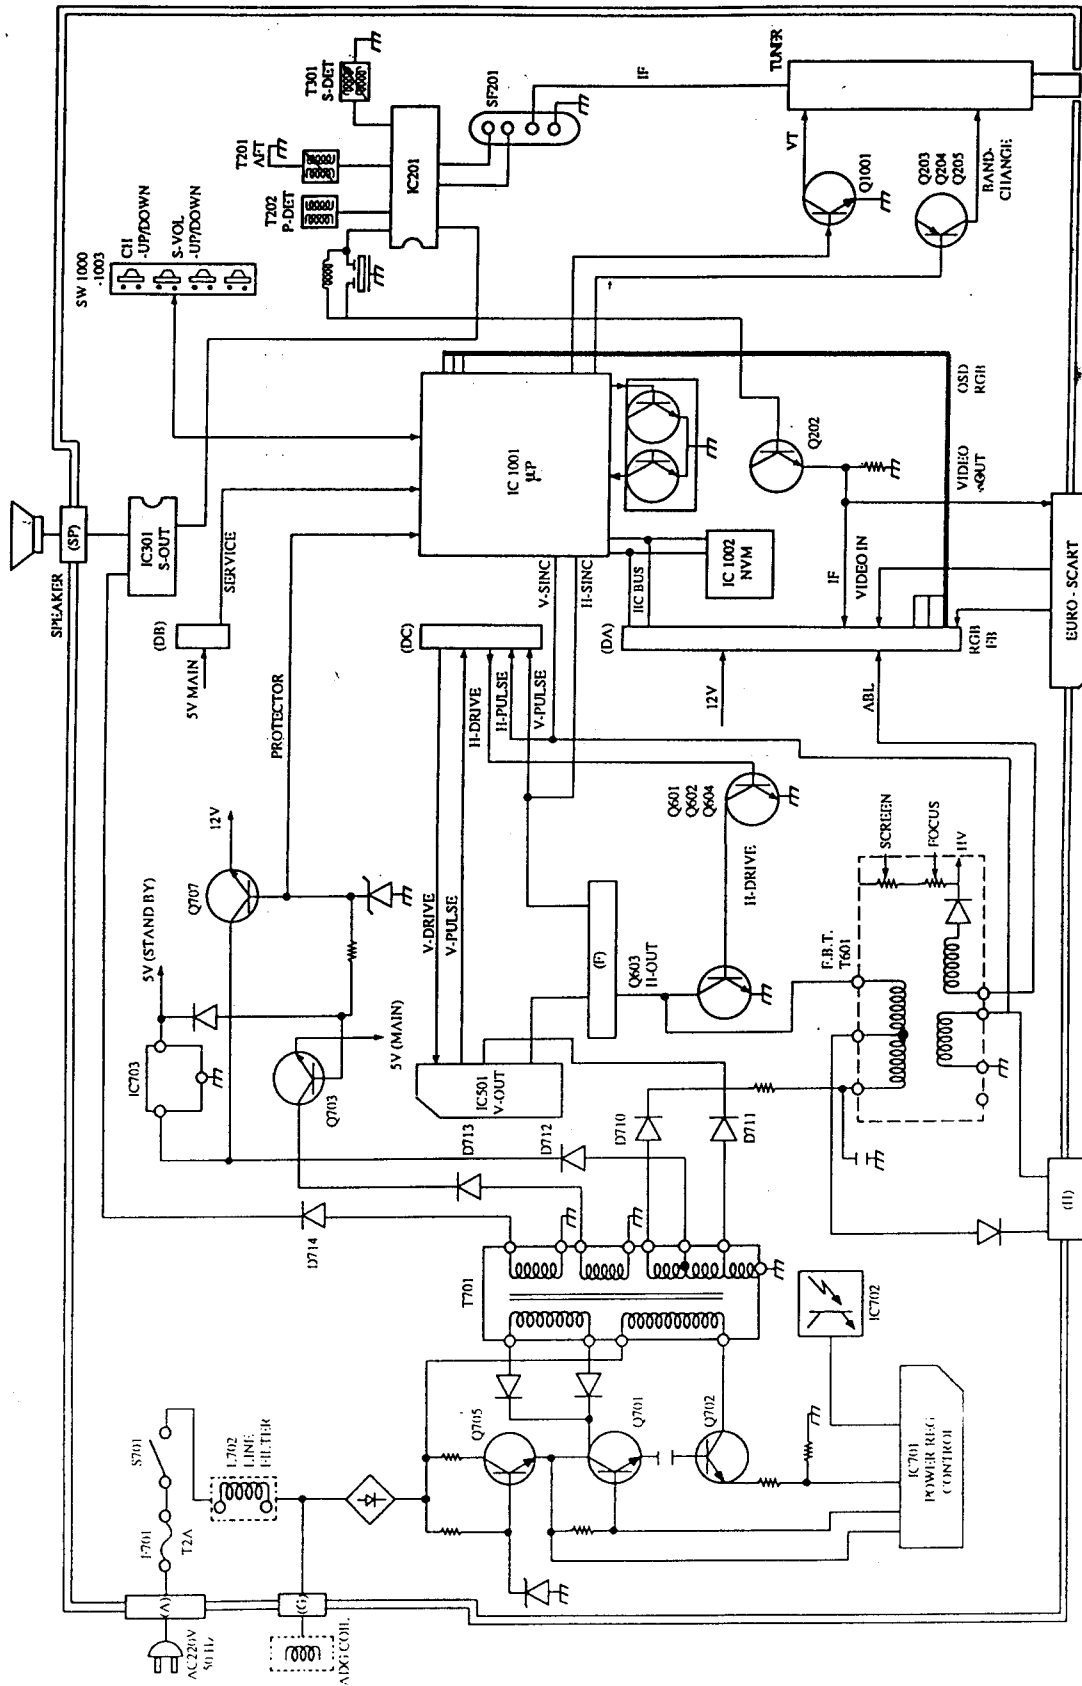 SPEAKER
(SP)
IC301
S-OUT
(DB)
5V MAIN
SERVICE
SW 1000
-1003
CH
-UP/DOWN
S-VOL
-UP/DOWN
T301
S-DET
T201
AFT
T202
P-DET
IC201
SF201
IF
TUNER
VT
Q1001
Q203
Q204
Q205
BAND-
CHANGE
IC 1001
µP
PROTECTOR
V-SINC
H-SINC
IIC BUS
IC 1002
NVM
Q202
OSD
RGB
VIDEO
IF
VIDEO IN
(DA)
12V
ABL
RGB
EURO - SCART
(DC)
H-DRIVE
H-PULSE
V-PULSE
V-DRIVE
V-PULSE
12V
Q707
5V (STAND BY)
IC703
Q703
5V (MAIN)
IC501
V-OUT
(F)
Q603
H-OUT
H-DRIVE
Q601
Q602
Q604
F.B.T.
T601
SCREEN
FOCUS
HV
D714
D713
D712
D710
D711
T701
(H)
IC702
IC701
POWER REG
CONTROL
Q705
Q701
Q702
S701
F701
T2A
L702
LINE
FILTER
(A)
(G)
AC220V
50 Hz
ADG COIL